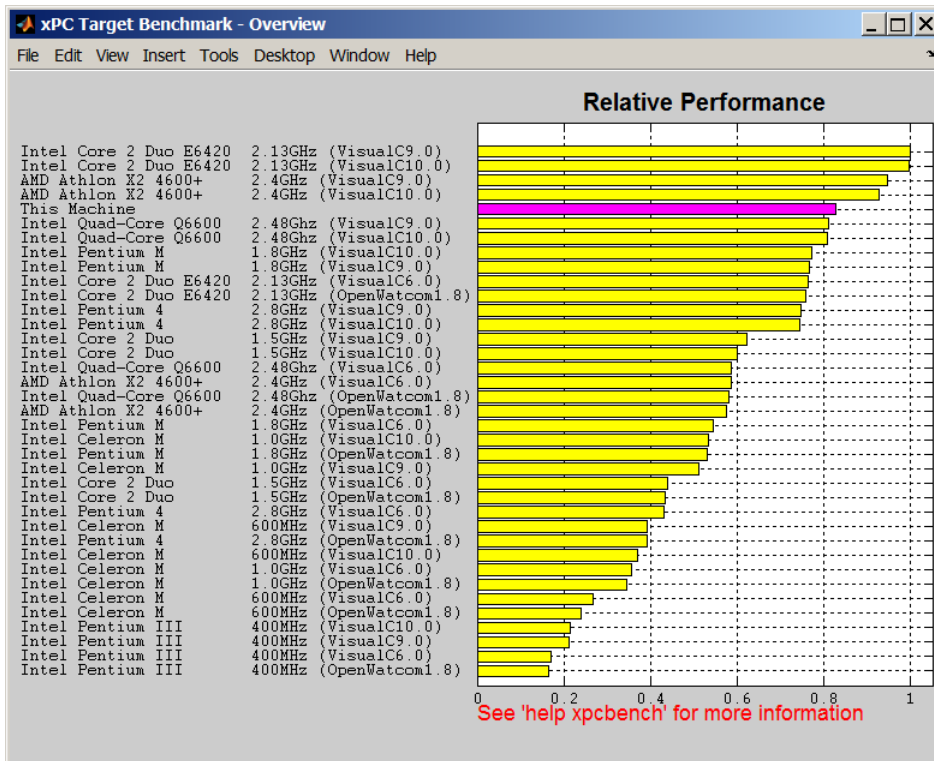 xPC Target Benchmark - Overview
File Edit View Insert Tools Desktop Window Help
Relative Performance
Intel Core 2 Duo E6420 2.13GHz (VisualC9.0)
Intel Core 2 Duo E6420 2.13GHz (VisualC10.0)
AMD Athlon X2 4600+ 2.4GHz (VisualC9.0)
AMD Athlon X2 4600+ 2.4GHz (VisualC10.0)
This Machine
Intel Quad-Core Q6600 2.48Ghz (VisualC9.0)
Intel Quad-Core Q6600 2.48Ghz (VisualC10.0)
Intel Pentium M 1.8GHz (VisualC10.0)
Intel Pentium M 1.8GHz (VisualC9.0)
Intel Core 2 Duo E6420 2.13GHz (VisualC6.0)
Intel Core 2 Duo E6420 2.13GHz (OpenWatcom1.8)
Intel Pentium 4 2.8GHz (VisualC9.0)
Intel Pentium 4 2.8GHz (VisualC10.0)
Intel Core 2 Duo 1.5GHz (VisualC9.0)
Intel Core 2 Duo 1.5GHz (VisualC10.0)
Intel Quad-Core Q6600 2.48Ghz (VisualC6.0)
AMD Athlon X2 4600+ 2.4GHz (VisualC6.0)
Intel Quad-Core Q6600 2.48Ghz (OpenWatcom1.8)
AMD Athlon X2 4600+ 2.4GHz (OpenWatcom1.8)
Intel Pentium M 1.8GHz (VisualC6.0)
Intel Celeron M 1.0GHz (VisualC10.0)
Intel Pentium M 1.8GHz (OpenWatcom1.8)
Intel Celeron M 1.0GHz (VisualC9.0)
Intel Core 2 Duo 1.5GHz (VisualC6.0)
Intel Core 2 Duo 1.5GHz (OpenWatcom1.8)
Intel Pentium 4 2.8GHz (VisualC6.0)
Intel Celeron M 600MHz (VisualC9.0)
Intel Pentium 4 2.8GHz (OpenWatcom1.8)
Intel Celeron M 600MHz (VisualC10.0)
Intel Celeron M 1.0GHz (VisualC6.0)
Intel Celeron M 1.0GHz (OpenWatcom1.8)
Intel Celeron M 600MHz (VisualC6.0)
Intel Celeron M 600MHz (OpenWatcom1.8)
Intel Pentium III 400MHz (VisualC10.0)
Intel Pentium III 400MHz (VisualC9.0)
Intel Pentium III 400MHz (VisualC6.0)
Intel Pentium III 400MHz (OpenWatcom1.8)
0 0.2 0.4 0.6 0.8 1
See 'help xpcbench' for more information